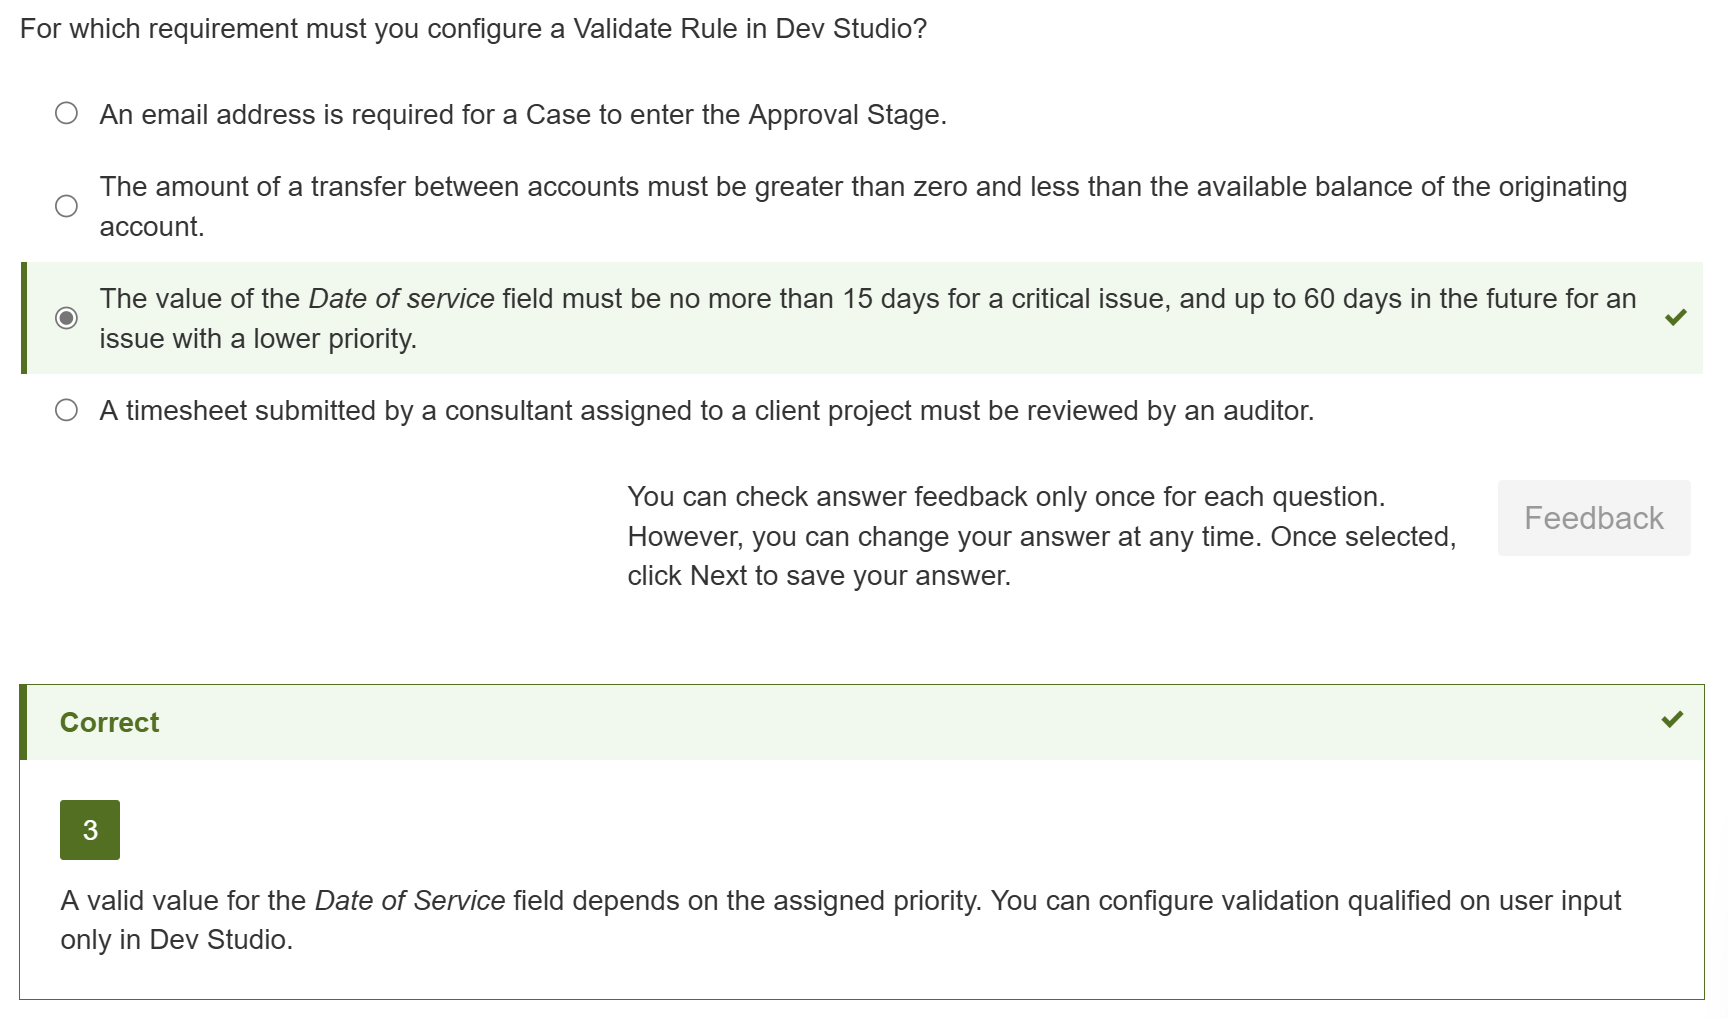 For which requirement must you configure a Validate Rule in Dev Studio?
An email address is required for a Case to enter the Approval Stage.
The amount of a transfer between accounts must be greater than zero and less than the available balance of the originating
account.
The value of the Date of service field must be no more than 15 days for a critical issue, and up to 60 days in the future for an
issue with a lower priority.
A timesheet submitted by a consultant assigned to a client project must be reviewed by an auditor.
You can check answer feedback only once for each question.
However, you can change your answer at any time. Once selected,
click Next to save your answer.
Feedback
Correct
3
A valid value for the Date of Service field depends on the assigned priority. You can configure validation qualified on user input
only in Dev Studio.